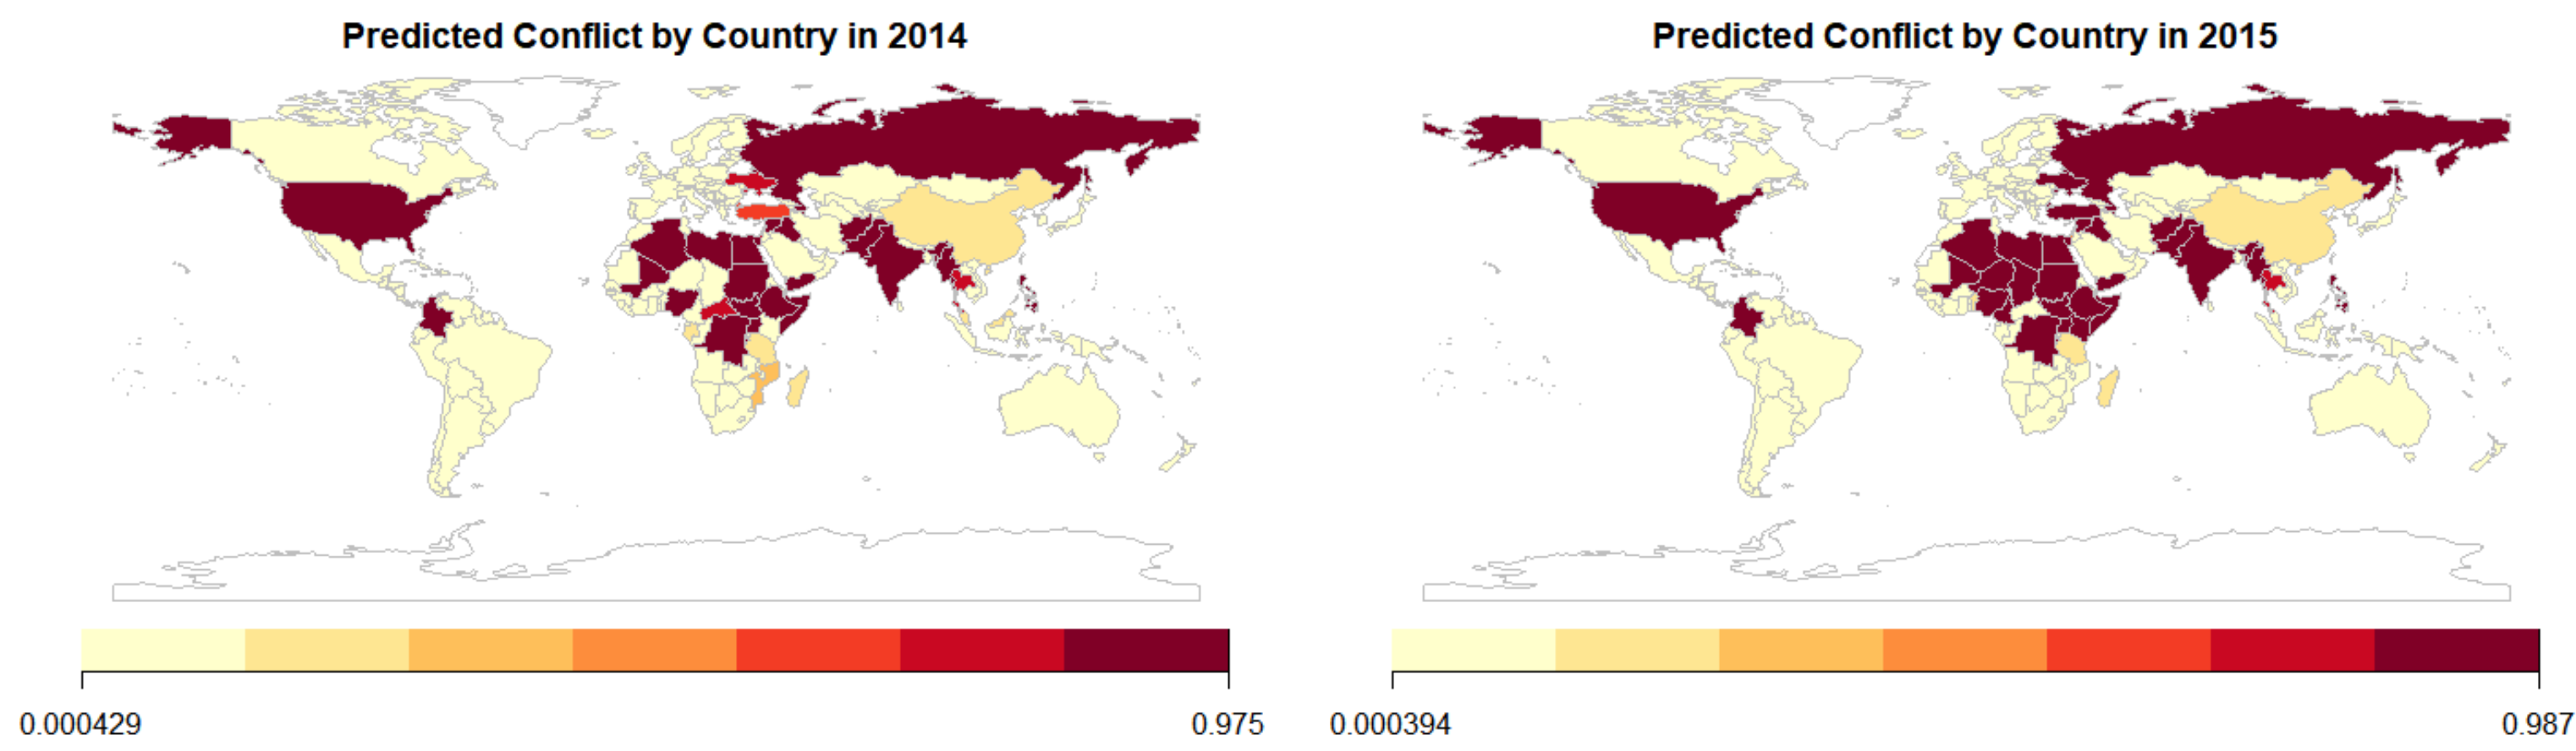 Predicted Conflict by Country in 2014
Predicted Conflict by Country in 2015
0.000429
0.975
0.000394
0.987